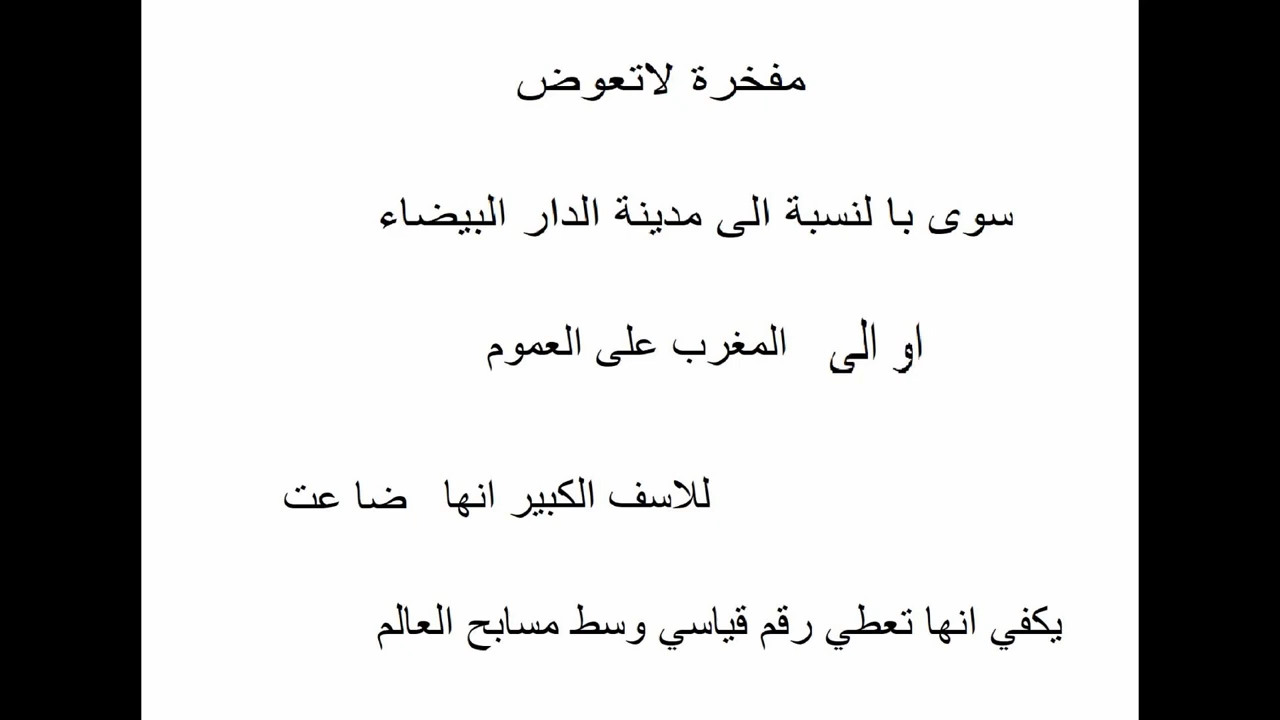 مفخرة لاتعوض
سوى با لنسبة الى مدينة الدار البيضاء
او الى المغرب على العموم
للاسف الكبير انها ضا عت
يكفي انها تعطي رقم قياسي وسط مسابح العالم